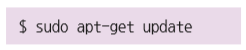 $ sudo apt-get update